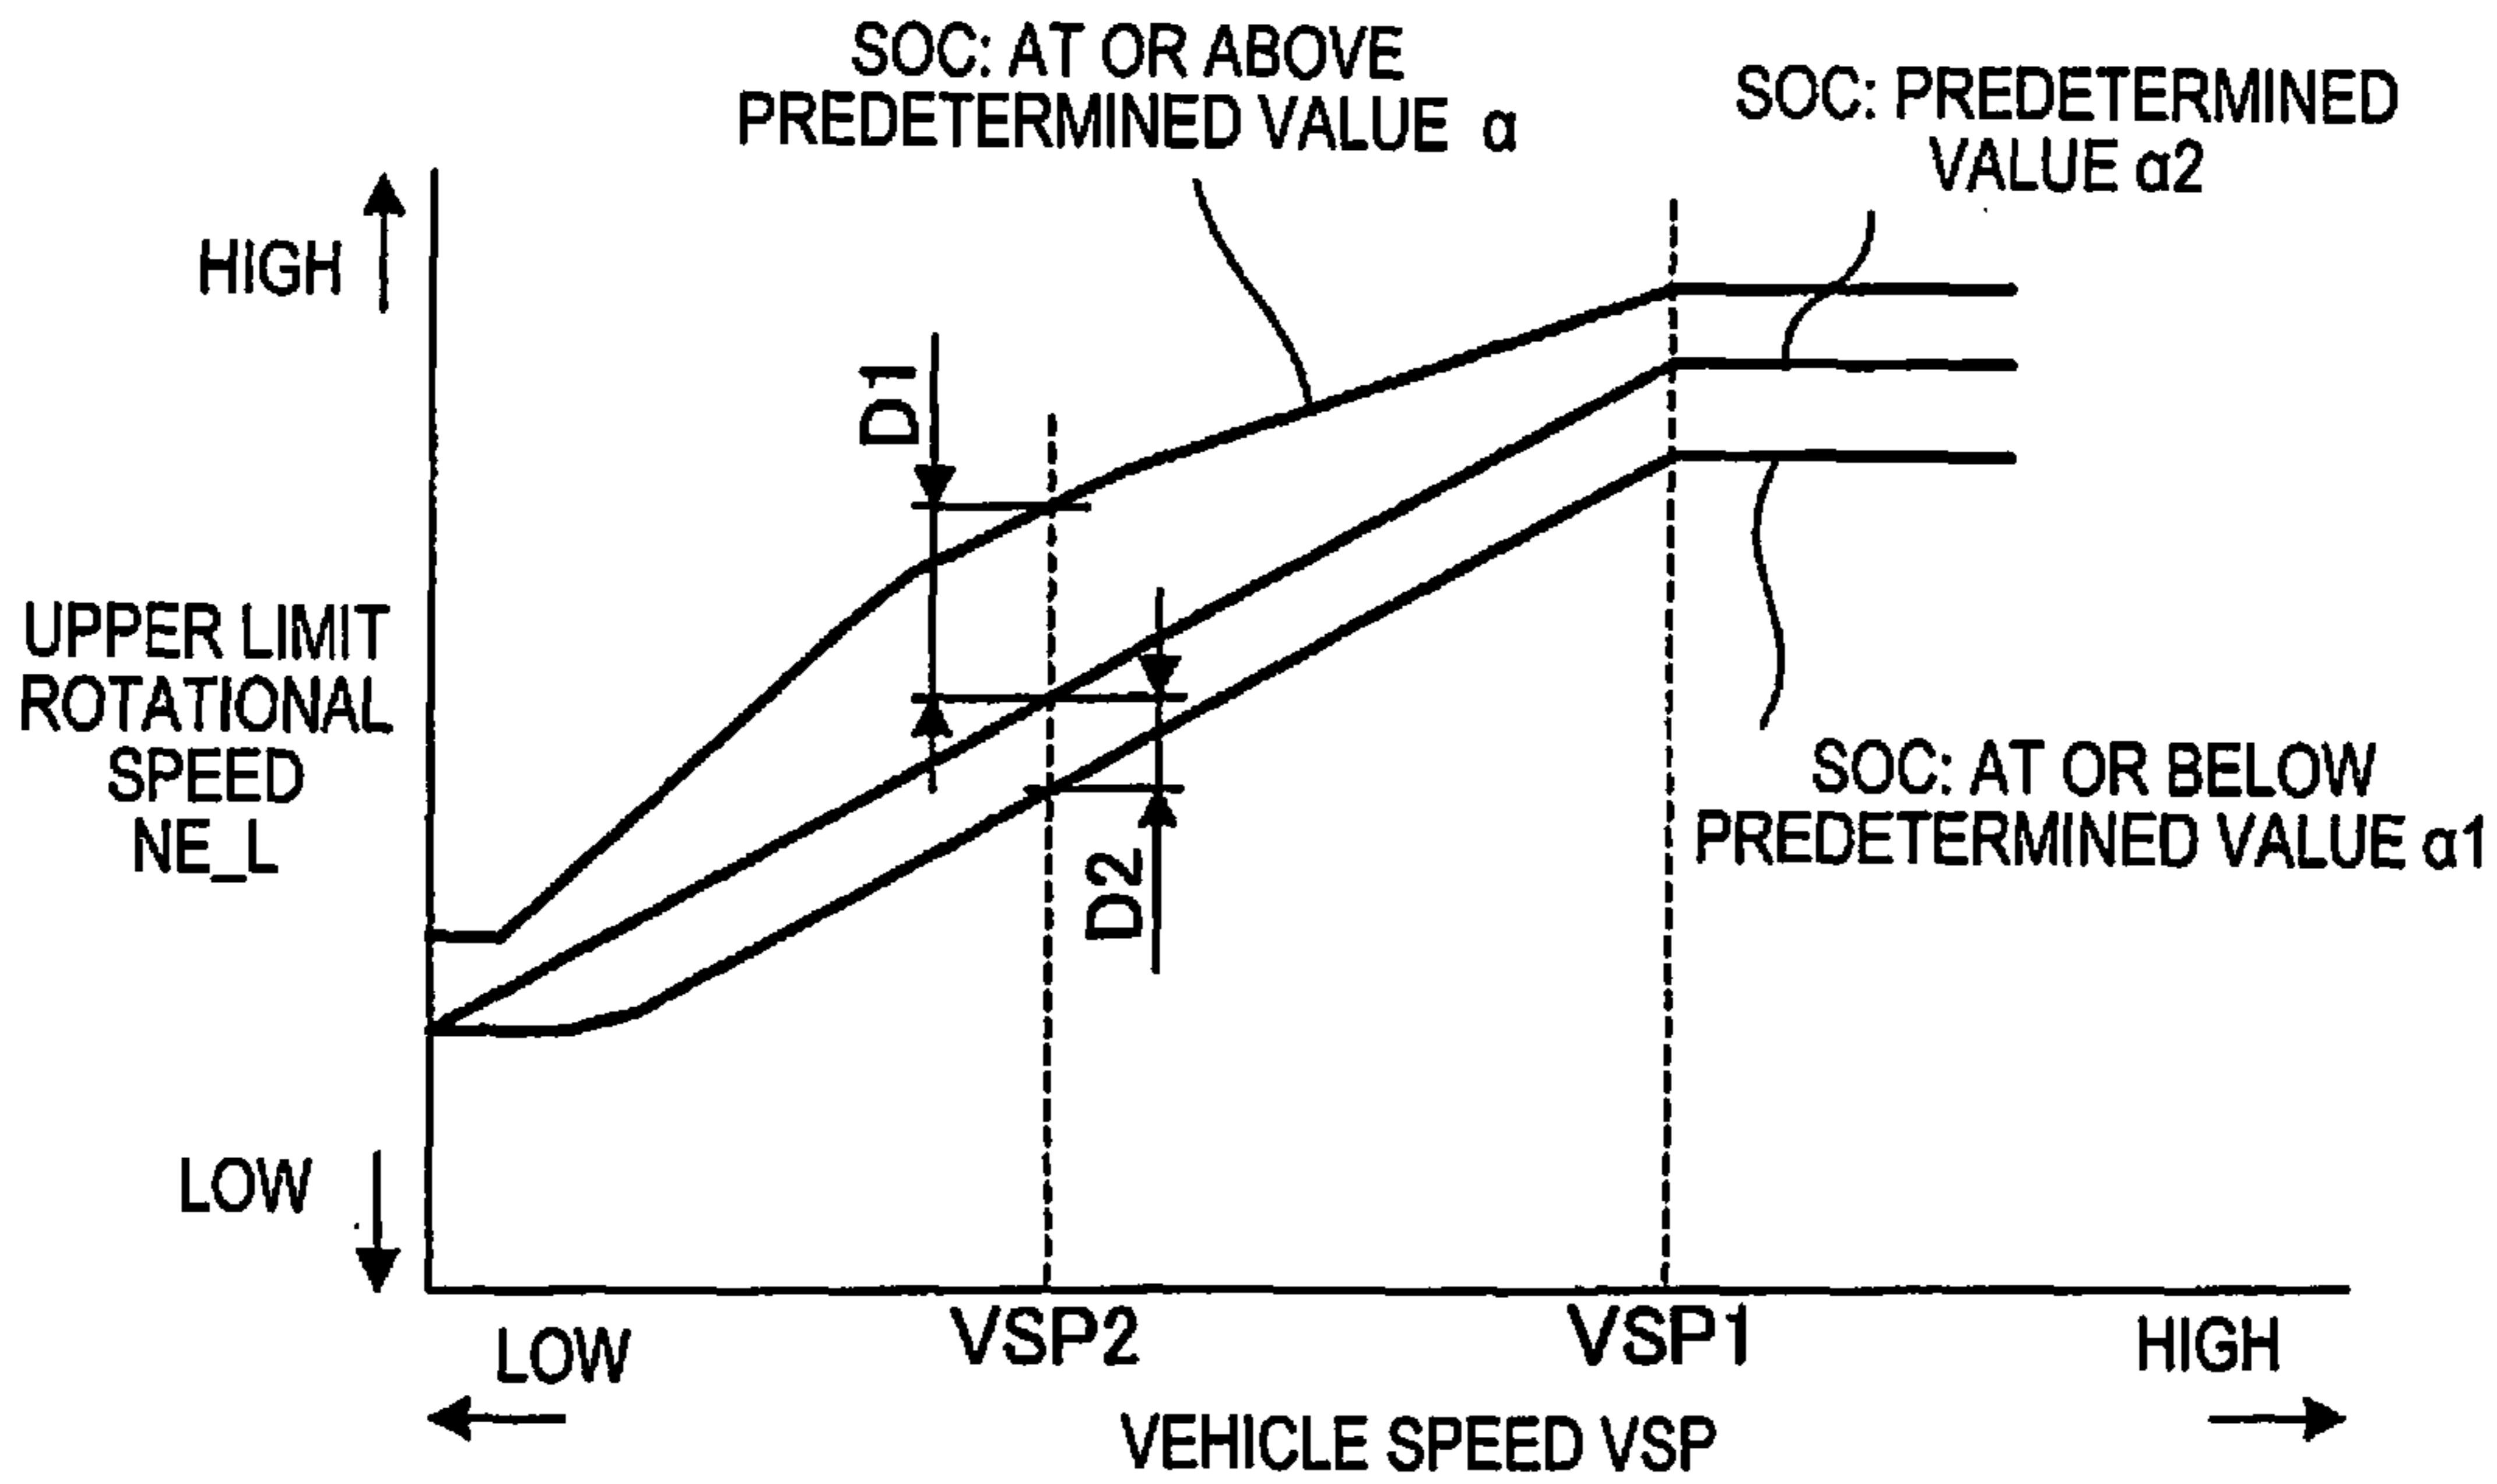 SOC: AT OR ABOVE
PREDETERMINED VALUE α
SOC: PREDETERMINED
VALUE α2
HIGH
D1
UPPER LIMIT
ROTATIONAL
SPEED
NE_L
SOC: AT OR BELOW
PREDETERMINED VALUE α1
D2
LOW
VSP2
VSP1
LOW
HIGH
VEHICLE SPEED VSP